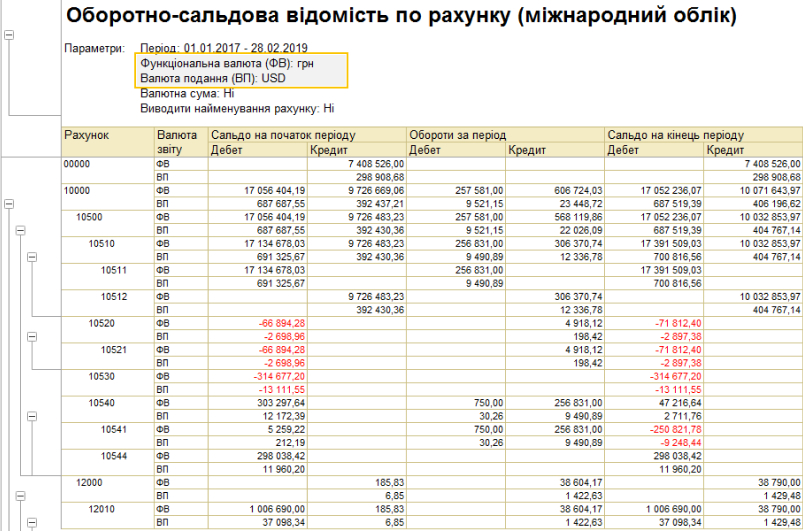 Оборотно-сальдова відомість по рахунку (міжнародний облік)
Параметри: Період: 01.01.2017 - 28.02.2019
Функціональна валюта (ФВ): грн
Валюта подання (ВП): USD
Валютна сума: Ні
Виводити найменування рахунку: Ні
Рахунок Валюта звіту Сальдо на початок періоду Обороти за період Сальдо на кінець періоду
Дебет Кредит Дебет Кредит Дебет Кредит
00000 ФВ 7 408 526,00 7 408 526,00
ВП 298 908,68 298 908,68
10000 ФВ 17 056 404,19 9 726 669,06 257 581,00 606 724,03 17 052 236,07 10 071 643,97
ВП 687 687,55 392 437,21 9 521,15 23 448,72 687 519,39 406 196,62
10500 ФВ 17 056 404,19 9 726 483,23 257 581,00 568 119,86 17 052 236,07 10 032 853,97
ВП 687 687,55 392 430,36 9 521,15 22 026,09 687 519,39 404 767,14
10510 ФВ 17 134 678,03 9 726 483,23 256 831,00 306 370,74 17 391 509,03 10 032 853,97
ВП 691 325,67 392 430,36 9 490,89 12 336,78 700 816,56 404 767,14
10511 ФВ 17 134 678,03 256 831,00 17 391 509,03
ВП 691 325,67 9 490,89 700 816,56
10512 ФВ 9 726 483,23 306 370,74 10 032 853,97
ВП 392 430,36 12 336,78 404 767,14
10520 ФВ -66 894,28 4 918,12 -71 812,40
ВП -2 698,96 198,42 -2 897,38
10521 ФВ -66 894,28 4 918,12 -71 812,40
ВП -2 698,96 198,42 -2 897,38
10530 ФВ -314 677,20 -314 677,20
ВП -13 111,55 -13 111,55
10540 ФВ 303 297,64 750,00 256 831,00 47 216,64
ВП 12 172,39 30,26 9 490,89 2 711,76
10541 ФВ 5 259,22 750,00 256 831,00 -250 821,78
ВП 212,19 30,26 9 490,89 -9 248,44
10544 ФВ 298 038,42 298 038,42
ВП 11 960,20 11 960,20
12000 ФВ 185,83 38 604,17 38 790,00
ВП 6,85 1 422,63 1 429,48
12010 ФВ 1 006 690,00 185,83 38 604,17 1 006 690,00 38 790,00
ВП 37 098,34 6,85 1 422,63 37 098,34 1 429,48